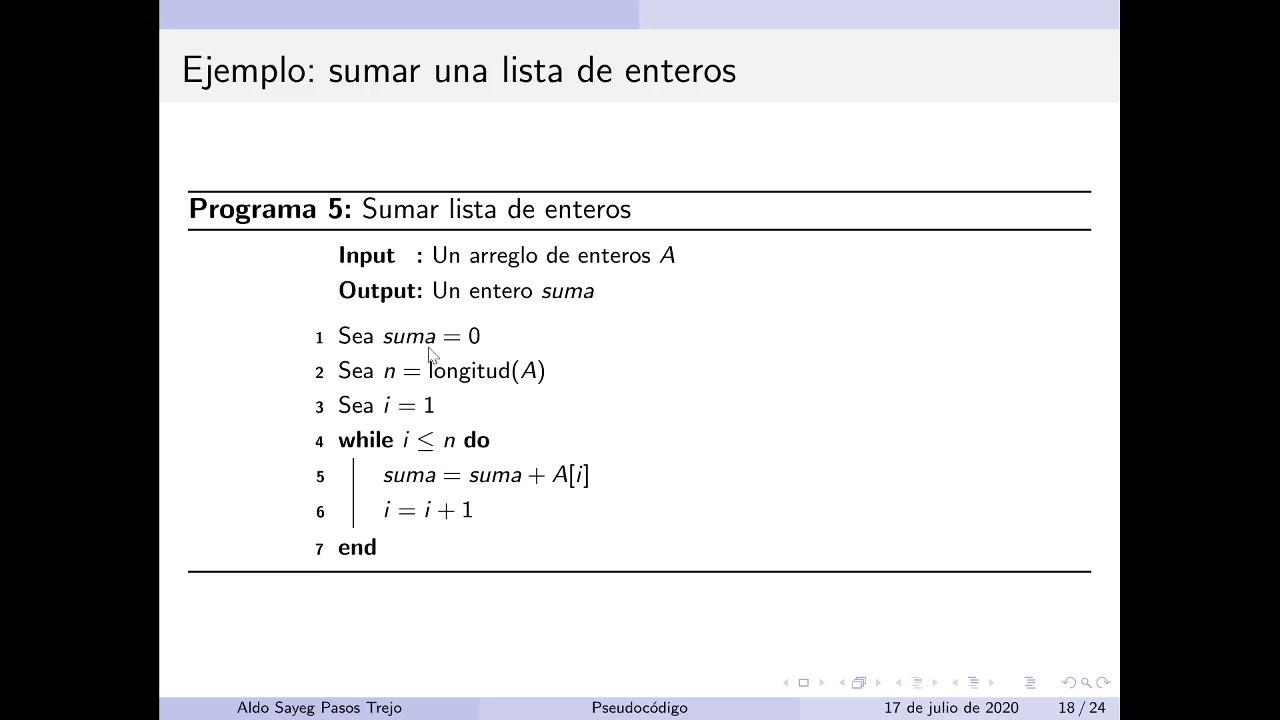 Ejemplo: sumar una lista de enteros
Programa 5: Sumar lista de enteros
Input : Un arreglo de enteros A
Output: Un entero suma
1 Sea suma = 0
2 Sea n = longitud(A)
3 Sea i = 1
4 while i ≤ n do
5 suma = suma + A[i]
6 i = i + 1
7 end
Aldo Sayeg Pasos Trejo Pseudocódigo 17 de julio de 2020 18 / 24